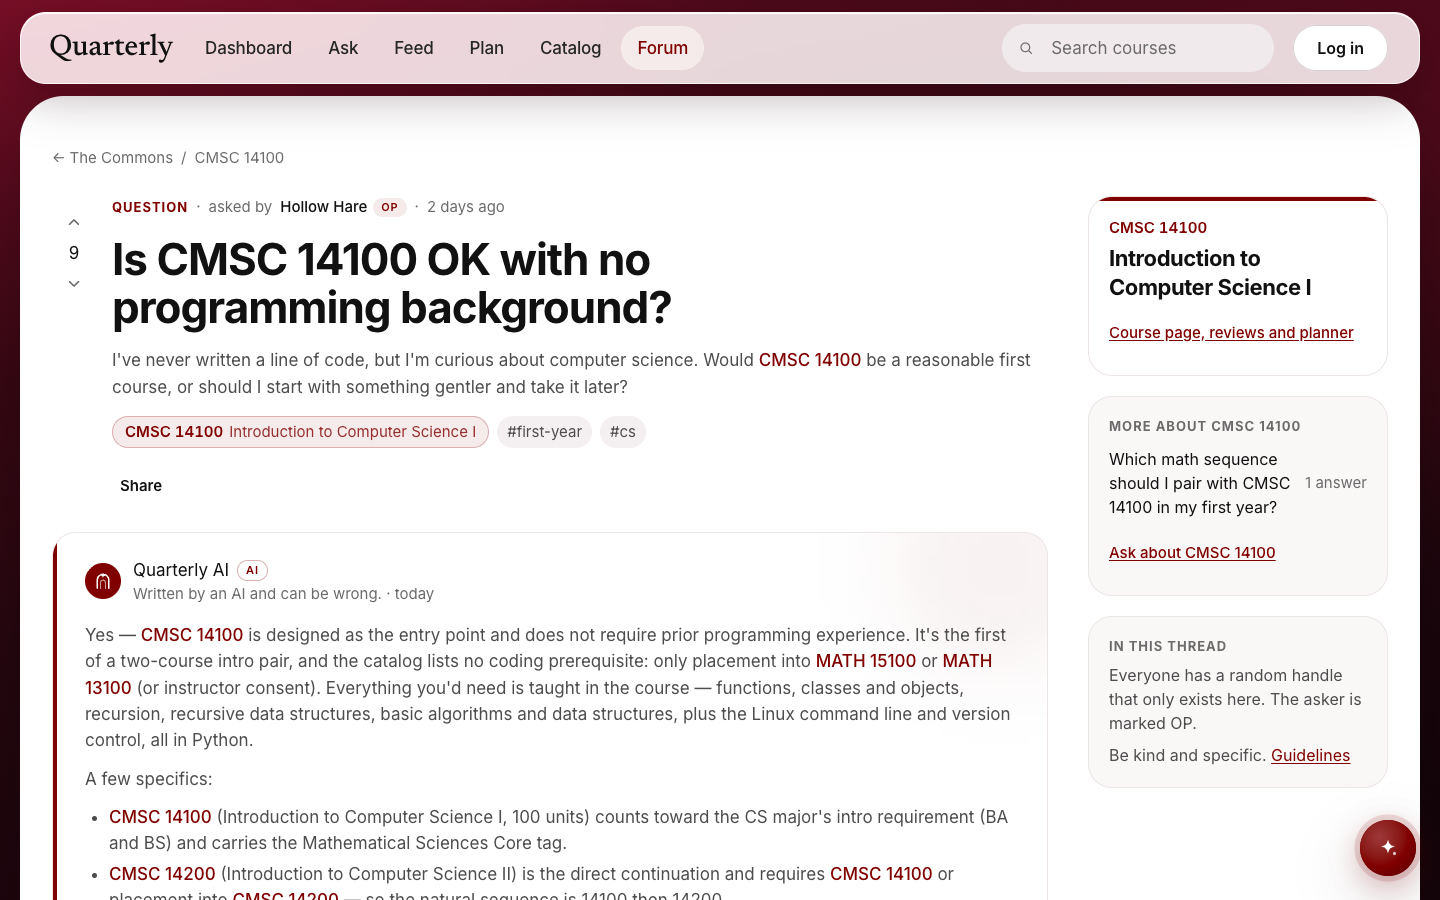 Quarterly
Dashboard
Ask
Feed
Plan
Catalog
Forum
Search courses
Log in
← The Commons / CMSC 14100
QUESTION · asked by Hollow Hare OP · 2 days ago
9
Is CMSC 14100 OK with no
programming background?
I've never written a line of code, but I'm curious about computer science. Would CMSC 14100 be a reasonable first
course, or should I start with something gentler and take it later?
CMSC 14100 Introduction to Computer Science I
#first-year
#cs
Share
Quarterly AI AI
Written by an AI and can be wrong. · today
Yes — CMSC 14100 is designed as the entry point and does not require prior programming experience. It's the first
of a two-course intro pair, and the catalog lists no coding prerequisite: only placement into MATH 15100 or MATH
13100 (or instructor consent). Everything you'd need is taught in the course — functions, classes and objects,
recursion, recursive data structures, basic algorithms and data structures, plus the Linux command line and version
control, all in Python.
A few specifics:
• CMSC 14100 (Introduction to Computer Science I, 100 units) counts toward the CS major's intro requirement (BA
and BS) and carries the Mathematical Sciences Core tag.
• CMSC 14200 (Introduction to Computer Science II) is the direct continuation and requires CMSC 14100 or
placement into CMSC 14200 — so the natural sequence is 14100 then 14200.
CMSC 14100
Introduction to
Computer Science I
Course page, reviews and planner
MORE ABOUT CMSC 14100
Which math sequence
should I pair with CMSC
14100 in my first year?
1 answer
Ask about CMSC 14100
IN THIS THREAD
Everyone has a random handle
that only exists here. The asker is
marked OP.
Be kind and specific. Guidelines